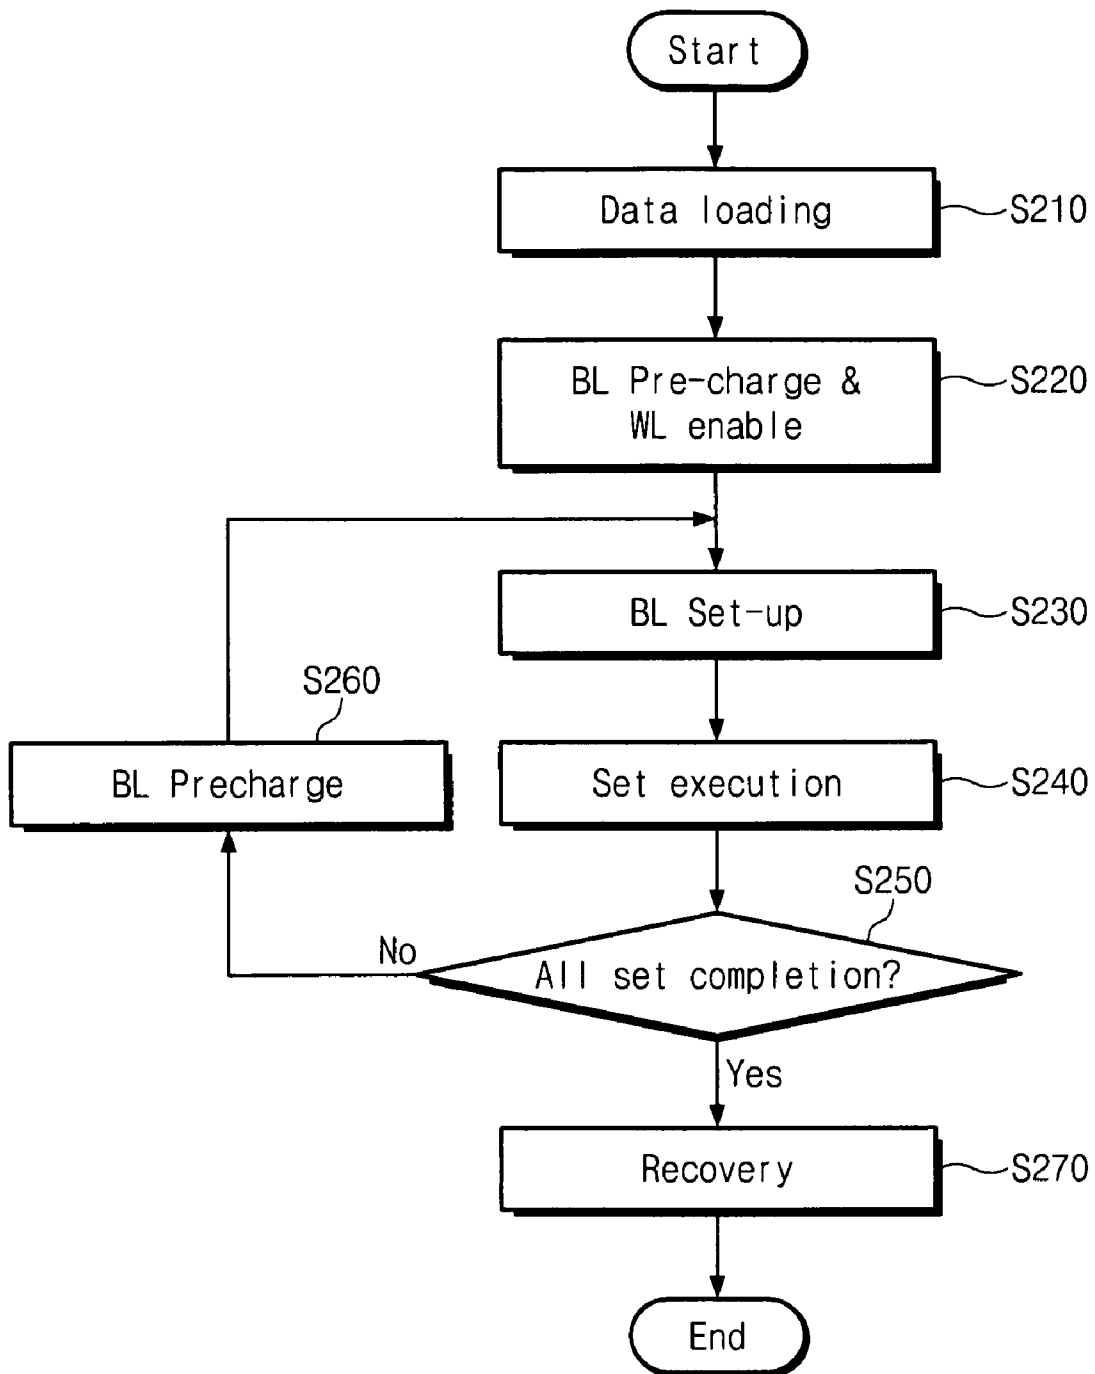 Start
Data loading
S210
BL Pre-charge &
WL enable
S220
BL Set-up
S230
S260
BL Precharge
Set execution
S240
S250
No
All set completion?
Yes
Recovery
S270
End